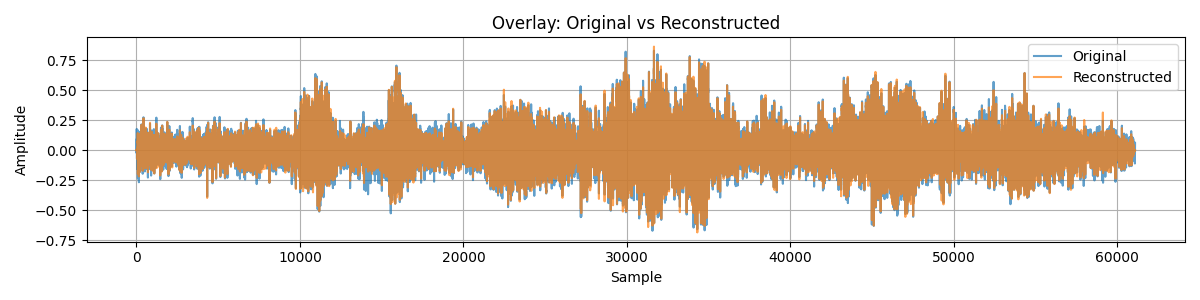 Overlay: Original vs Reconstructed
Original
Reconstructed
Amplitude
0.75
0.50
0.25
0.00
−0.25
−0.50
−0.75
0 10000 20000 30000 40000 50000 60000
Sample